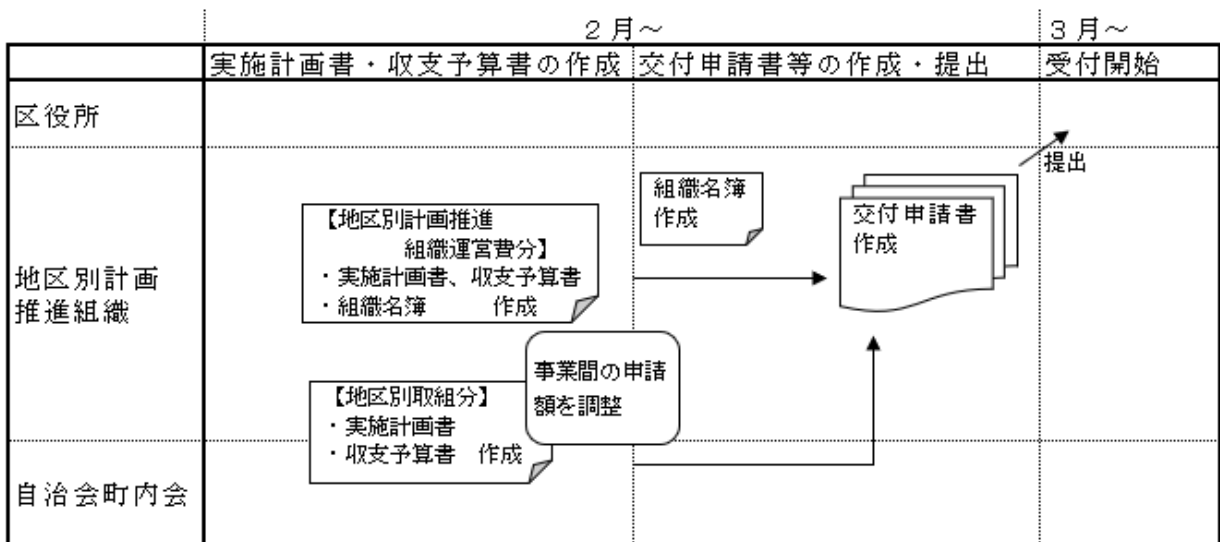 2月~
3月~
実施計画書・収支予算書の作成
交付申請書等の作成・提出
受付開始
区役所
提出
地区別計画
推進組織
【地区別計画推進
組織運営費分】
・実施計画書、収支予算書
・組織名簿 作成
組織名簿
作成
交付申請書
作成
事業間の申請
額を調整
【地区別取組分】
・実施計画書
・収支予算書 作成
自治会町内会